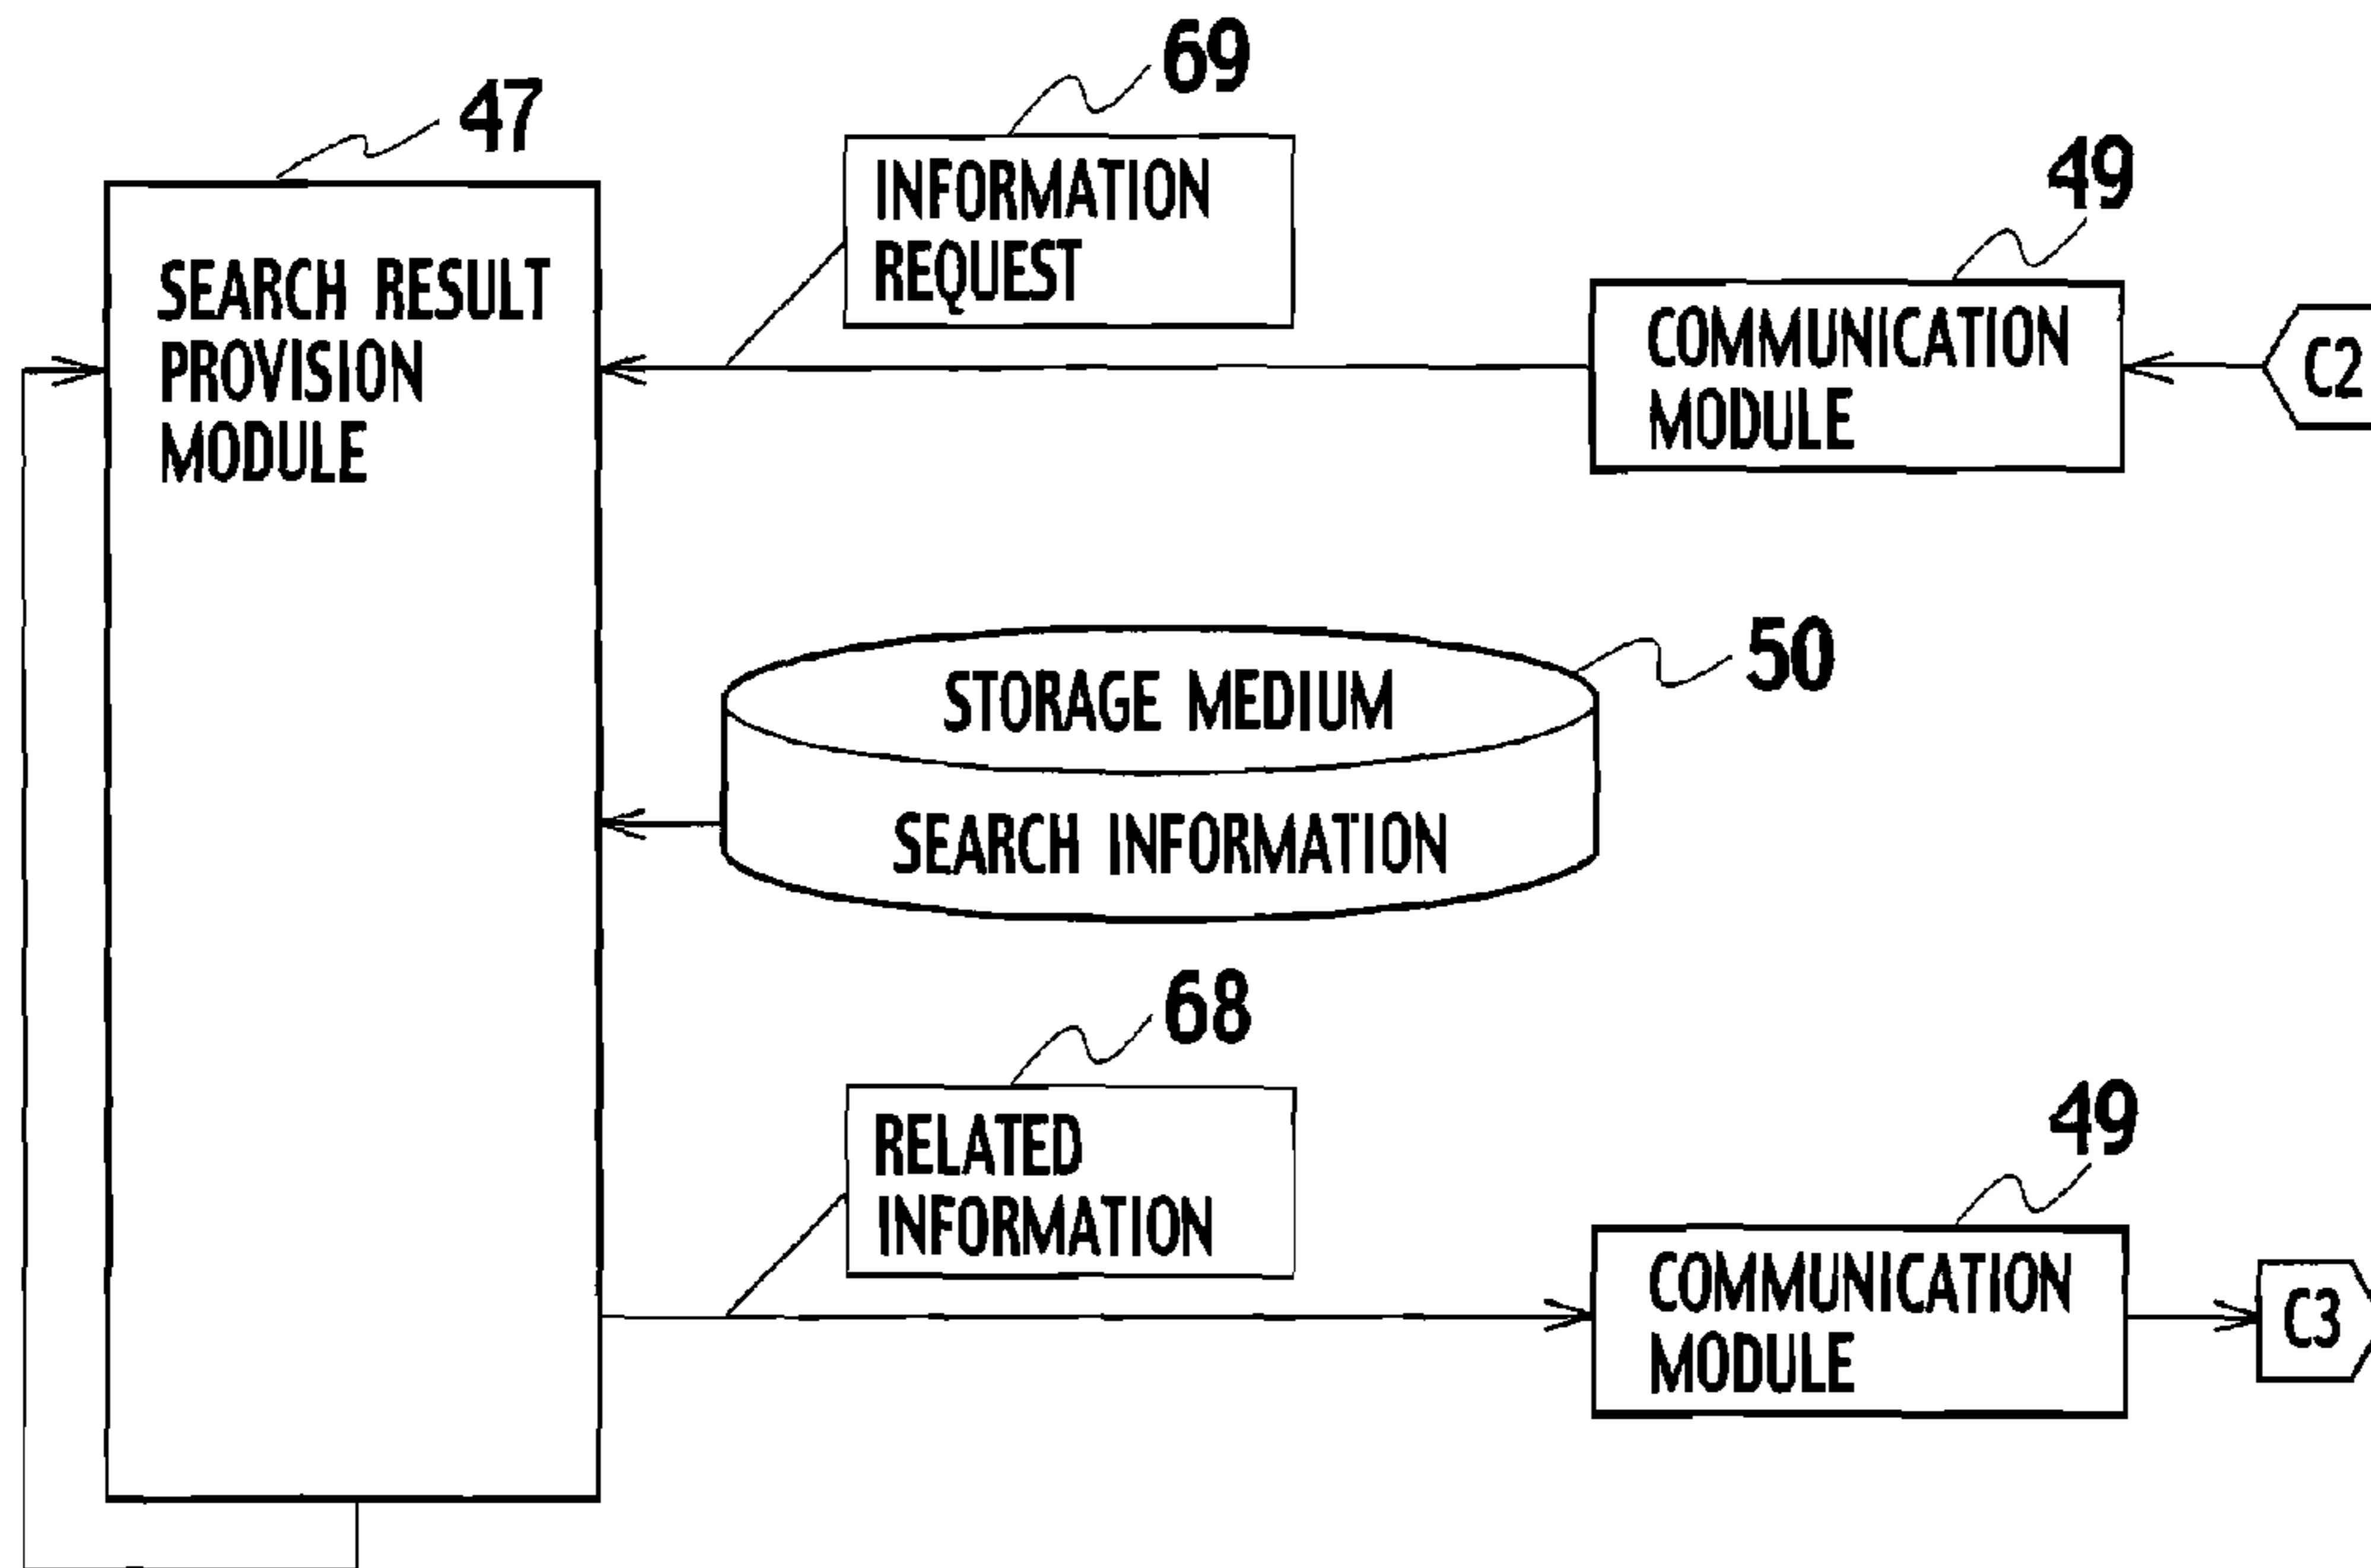 69
47
INFORMATION
REQUEST
49
SEARCH RESULT
PROVISION
MODULE
COMMUNICATION
MODULE
C2
50
STORAGE MEDIUM
SEARCH INFORMATION
68
RELATED
INFORMATION
49
COMMUNICATION
MODULE
C3